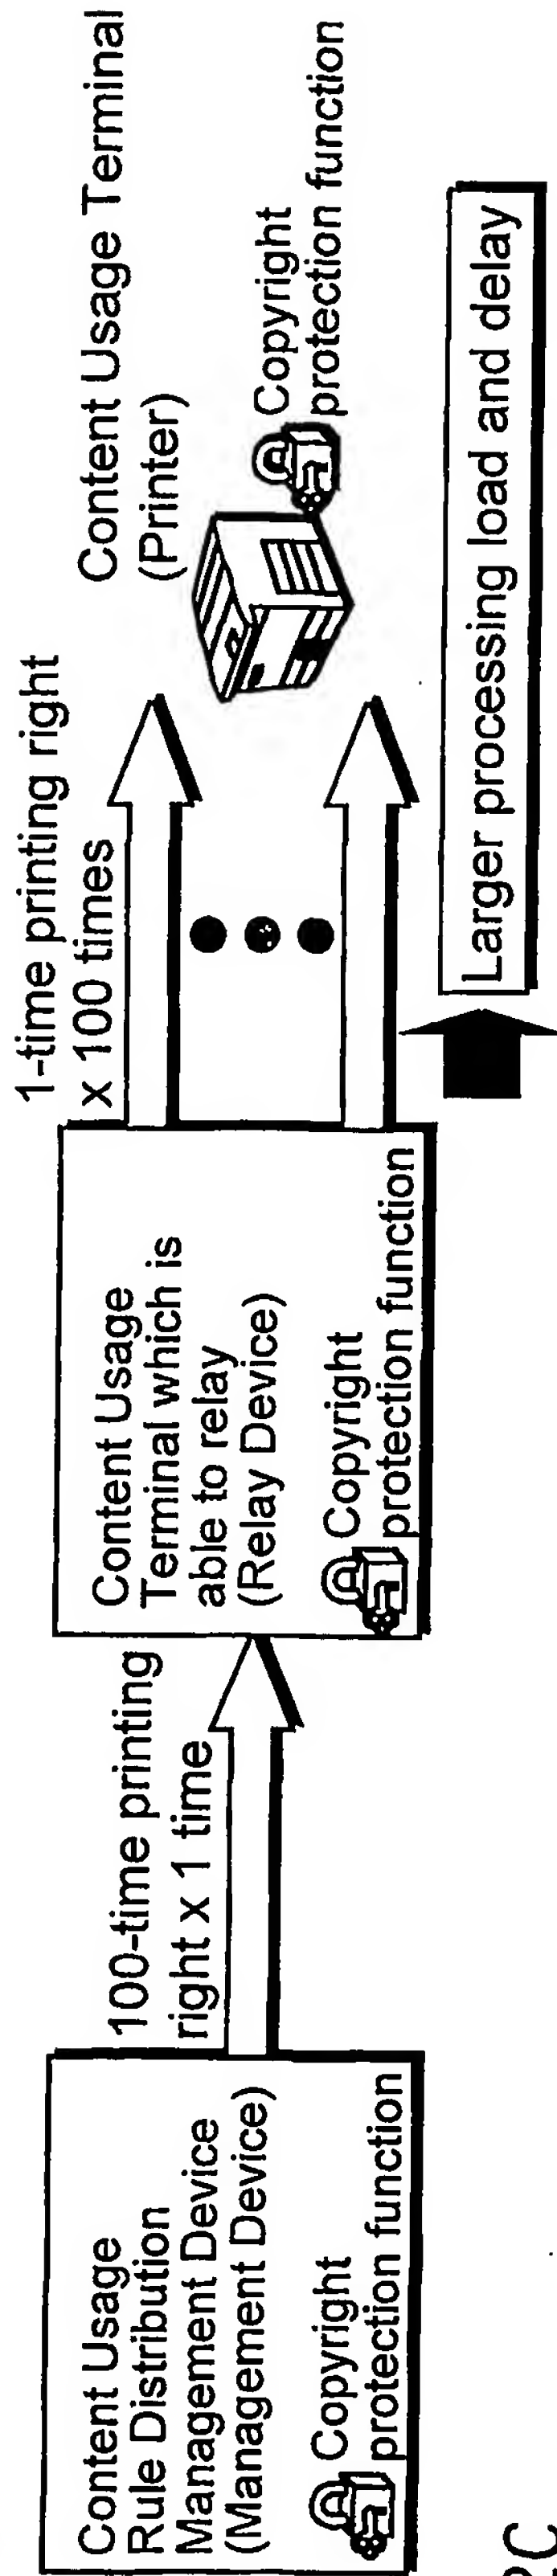 Content Usage
Rule Distribution
Management Device
(Management Device)
Copyright
protection function
100-time printing
right x 1 time
Content Usage
Terminal which is
able to relay
(Relay Device)
Copyright
protection function
1-time printing right
x 100 times
Content Usage Terminal
(Printer)
Copyright
protection function
Larger processing load and delay